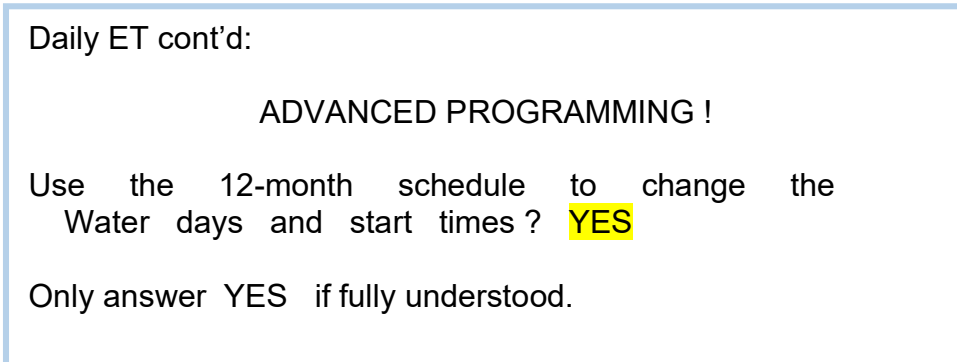 Daily ET cont’d:
ADVANCED PROGRAMMING !
Use the 12-month schedule to change the
Water days and start times ? YES
Only answer YES if fully understood.